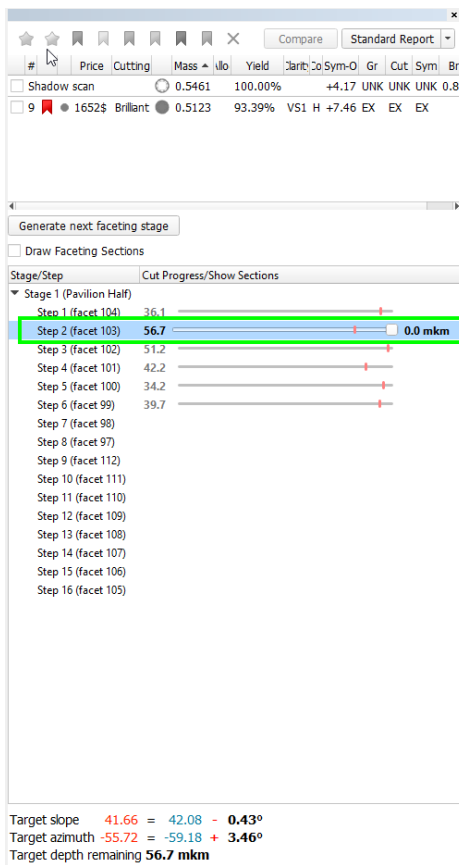 ×
Compare Standard Report
# Price Cutting Mass llo Yield Clarity Co Sym-O Gr Cut Sym Br
Shadow scan 0.5461 100.00% +4.17 UNK UNK UNK 0.8
9 1652$ Brilliant 0.5123 93.39% VS1 H +7.46 EX EX EX
Generate next faceting stage
Draw Faceting Sections
Stage/Step Cut Progress/Show Sections
Stage 1 (Pavilion Half)
Step 1 (facet 104) 36.1
Step 2 (facet 103) 56.7 0.0 mkm
Step 3 (facet 102) 51.2
Step 4 (facet 101) 42.2
Step 5 (facet 100) 34.2
Step 6 (facet 99) 39.7
Step 7 (facet 98)
Step 8 (facet 97)
Step 9 (facet 112)
Step 10 (facet 111)
Step 11 (facet 110)
Step 12 (facet 109)
Step 13 (facet 108)
Step 14 (facet 107)
Step 15 (facet 106)
Step 16 (facet 105)
Target slope 41.66 = 42.08 - 0.43º
Target azimuth -55.72 = -59.18 + 3.46º
Target depth remaining 56.7 mkm